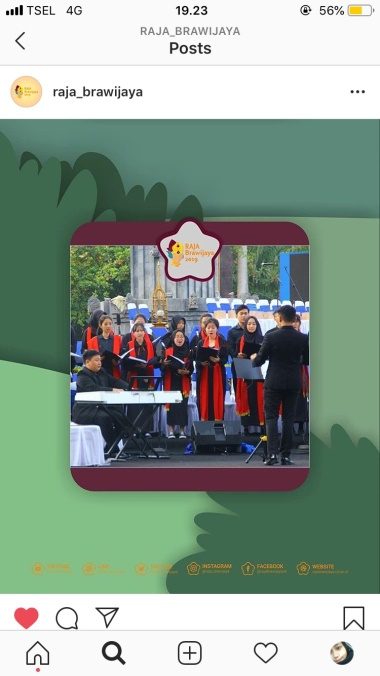 TSEL 4G 19.23 56%
RAJA_BRAWIJAYA
Posts
raja_brawijaya
RAJA
Brawijaya
2019
INSTAGRAM
FACEBOOK
WEBSITE